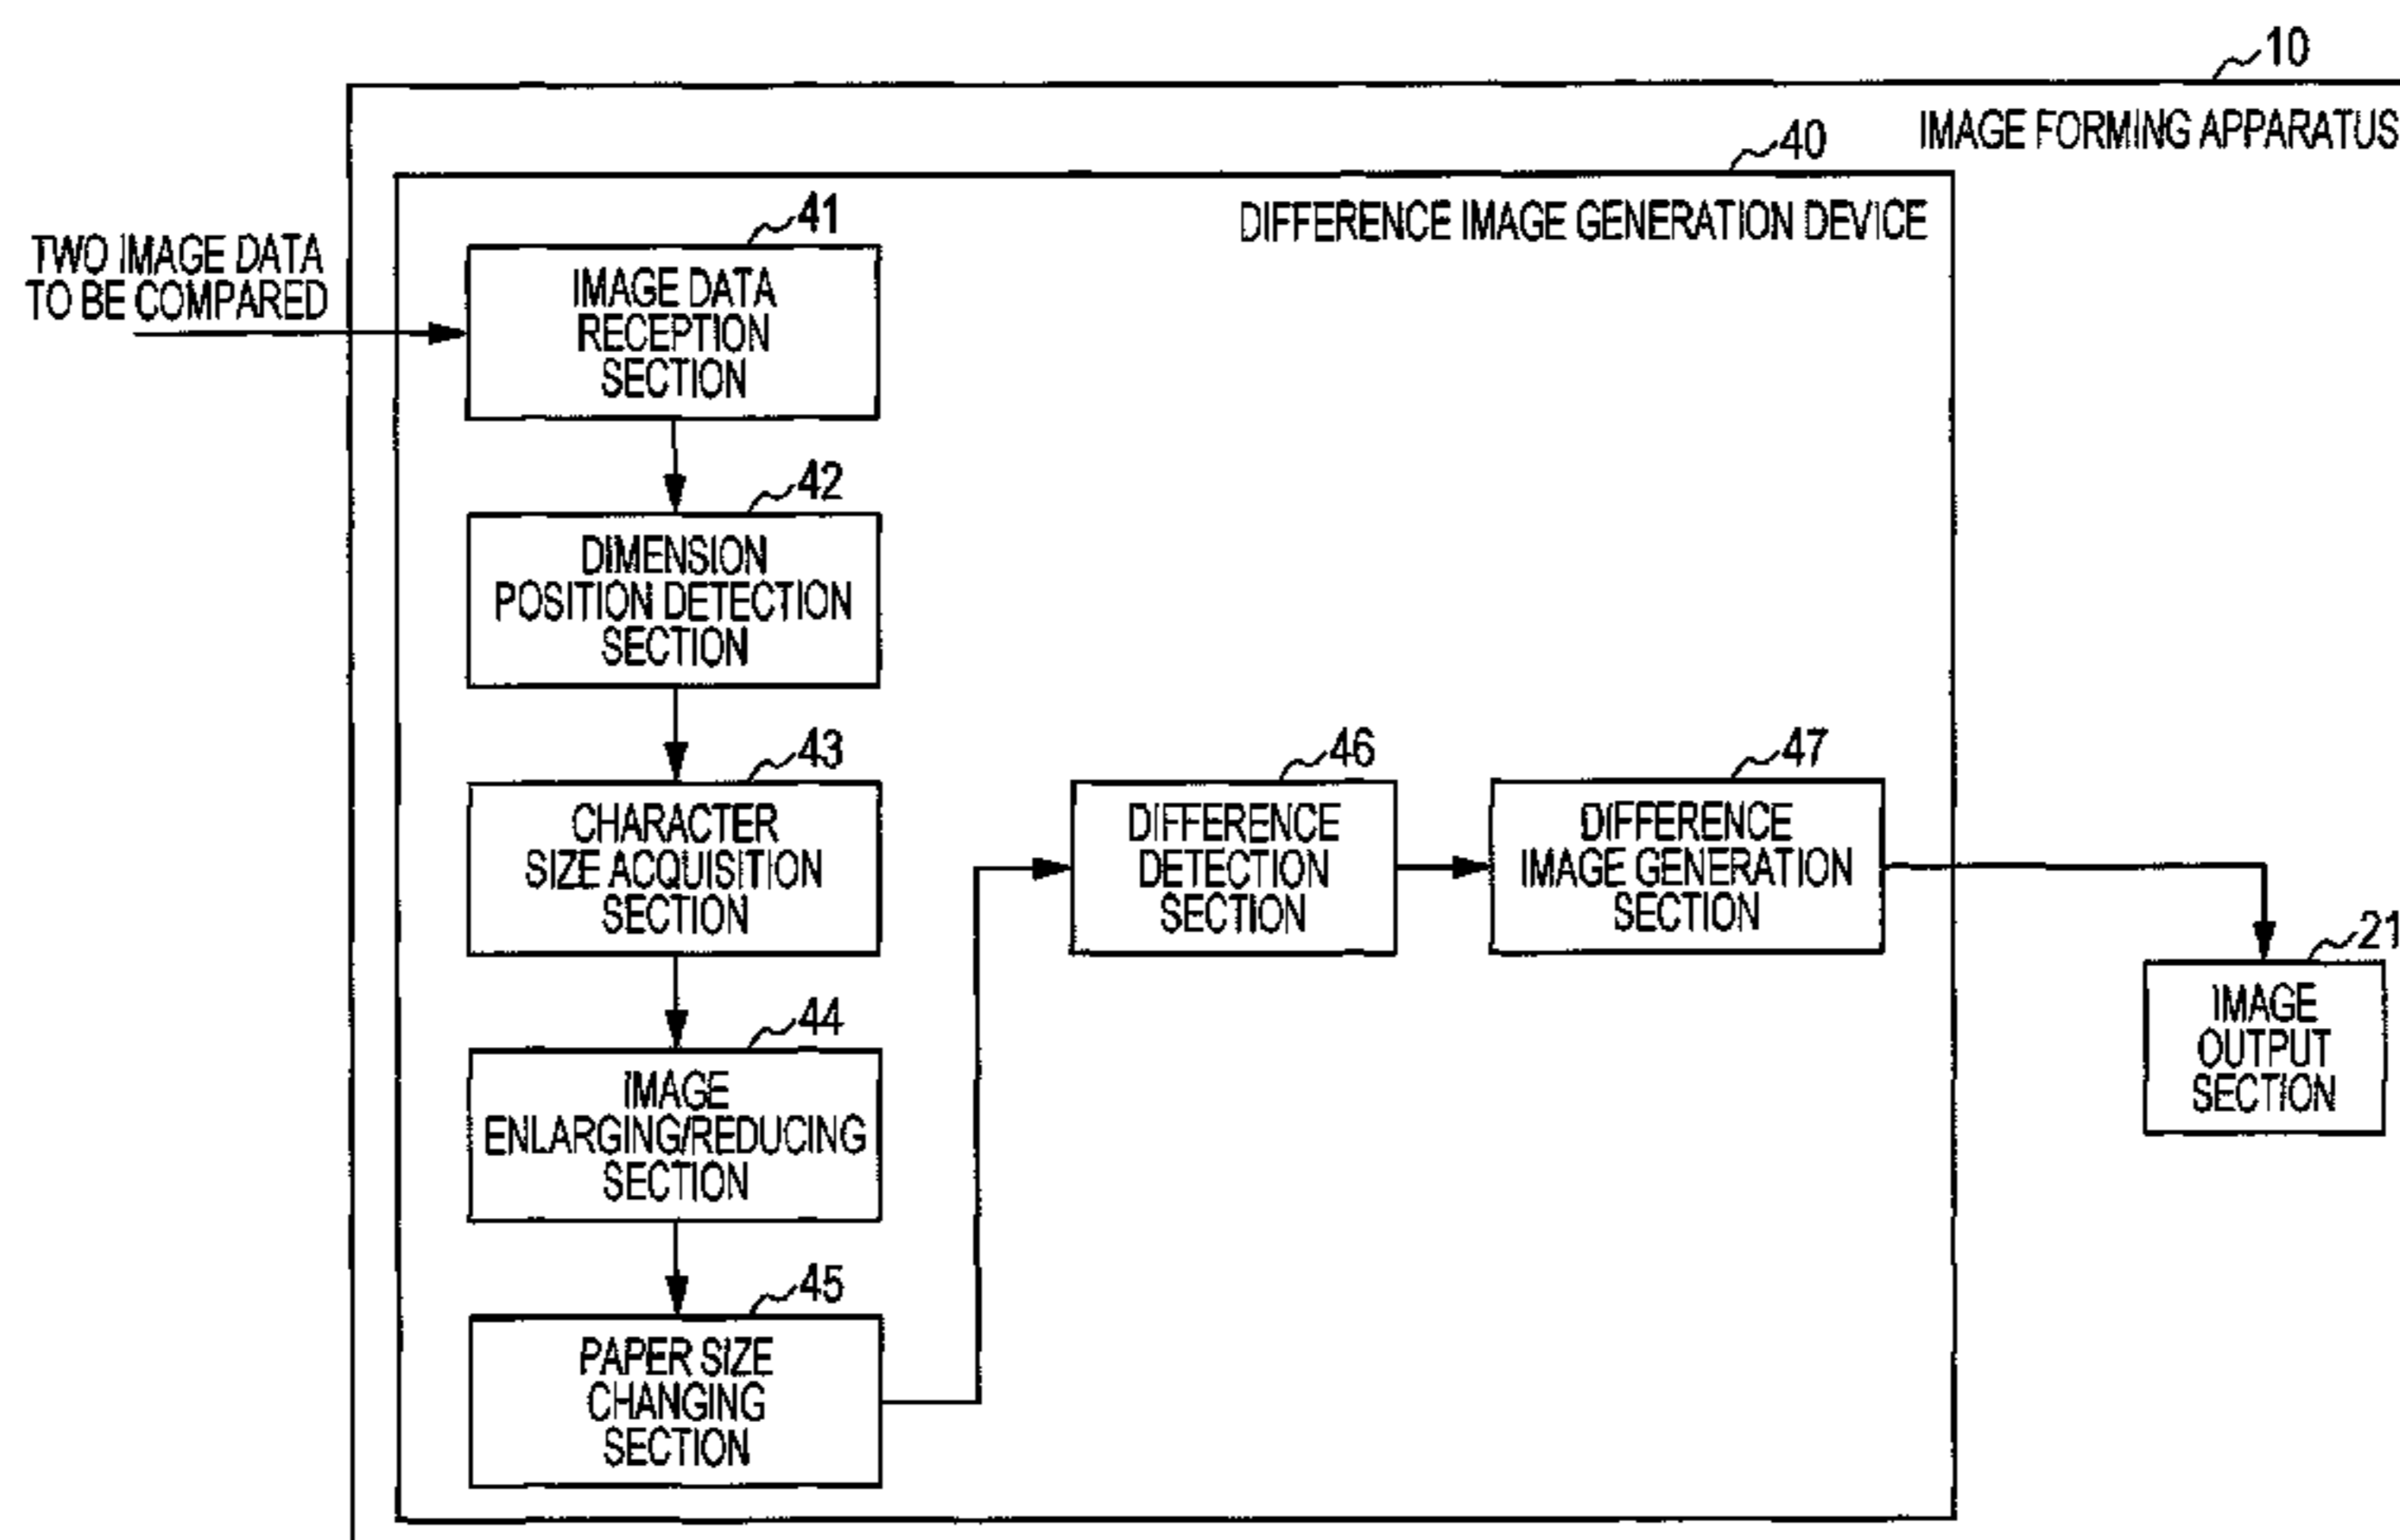 10
IMAGE FORMING APPARATUS
40
DIFFERENCE IMAGE GENERATION DEVICE
TWO IMAGE DATA
TO BE COMPARED
41
IMAGE DATA
RECEPTION
SECTION
42
DIMENSION
POSITION DETECTION
SECTION
43
CHARACTER
SIZE ACQUISITION
SECTION
44
IMAGE
ENLARGING/REDUCING
SECTION
45
PAPER SIZE
CHANGING
SECTION
46
DIFFERENCE
DETECTION
SECTION
47
DIFFERENCE
IMAGE GENERATION
SECTION
21
IMAGE
OUTPUT
SECTION